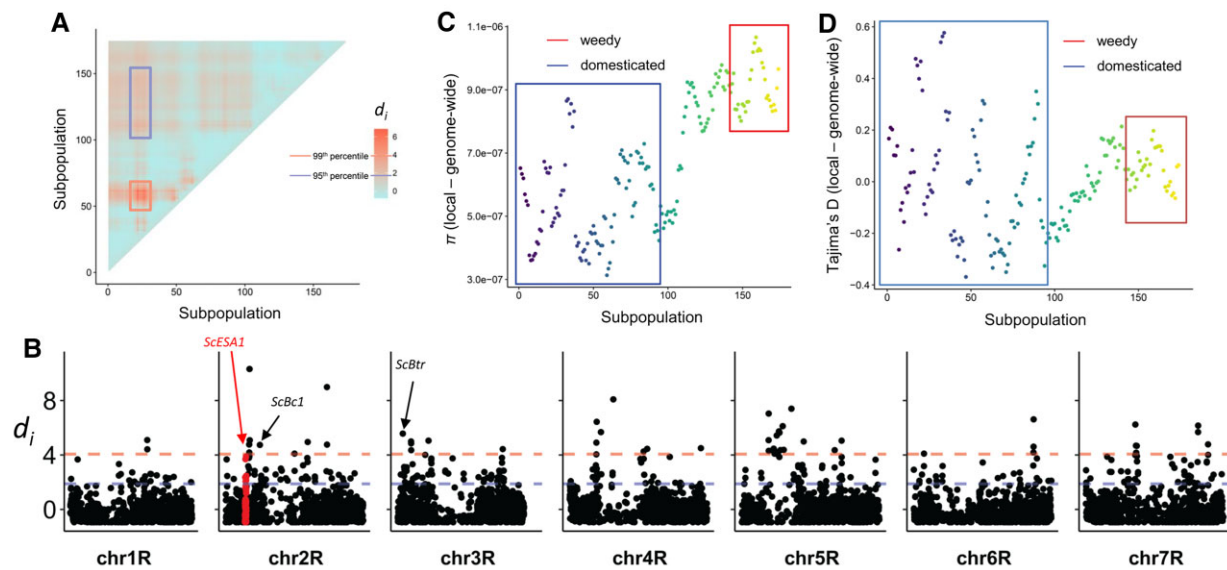 A
150
100
50
0
Subpopulation
0
50
100
150
Subpopulation
d_i
6
4
2
0
99th percentile
95th percentile
C
1.1e-06
9.0e-07
7.0e-07
5.0e-07
3.0e-07
π (local – genome-wide)
weedy
domesticated
0
50
100
150
Subpopulation
D
0.6
0.4
0.2
0.0
−0.2
−0.4
Tajima's D (local – genome-wide)
weedy
domesticated
0
50
100
150
Subpopulation
B
d_i
8
4
0
ScESA1
ScBc1
ScBtr
chr1R
chr2R
chr3R
chr4R
chr5R
chr6R
chr7R